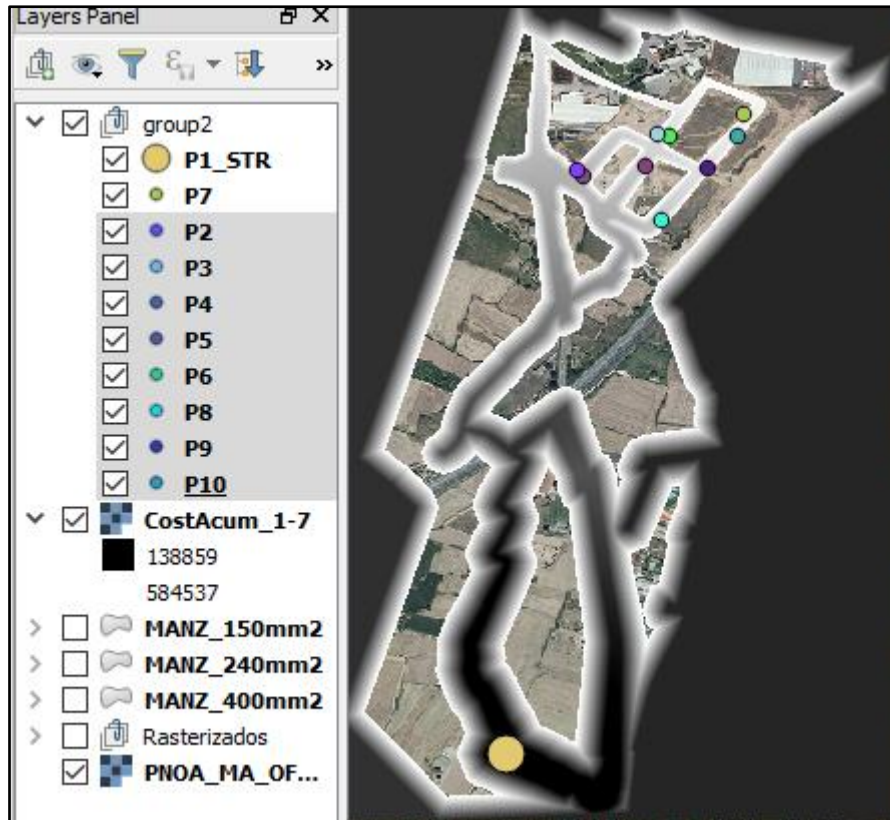 Layers Panel
»
group2
P1_STR
P7
P2
P3
P4
P5
P6
P8
P9
P10
CostAcum_1-7
138859
584537
MANZ_150mm2
MANZ_240mm2
MANZ_400mm2
Rasterizados
PNOA_MA_OF...